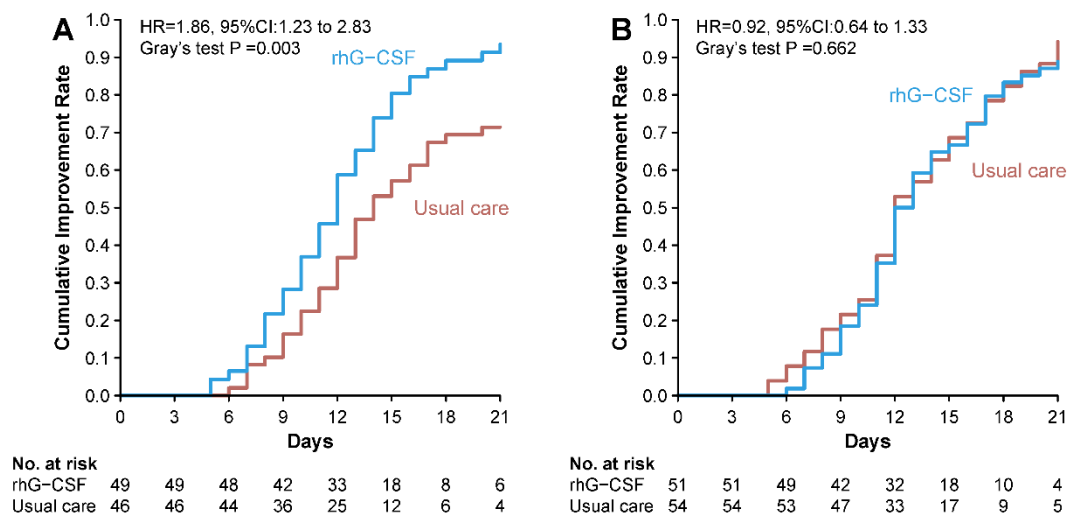 A
HR=1.86, 95%CI:1.23 to 2.83
Gray's test P =0.003
rhG−CSF
Usual care
Cumulative Improvement Rate
1.0
0.9
0.8
0.7
0.6
0.5
0.4
0.3
0.2
0.1
0.0
0 3 6 9 12 15 18 21
Days
No. at risk
rhG−CSF 49 49 48 42 33 18 8 6
Usual care 46 46 44 36 25 12 6 4
B
HR=0.92, 95%CI:0.64 to 1.33
Gray's test P =0.662
rhG−CSF
Usual care
Cumulative Improvement Rate
1.0
0.9
0.8
0.7
0.6
0.5
0.4
0.3
0.2
0.1
0.0
0 3 6 9 12 15 18 21
Days
No. at risk
rhG−CSF 51 51 49 42 32 18 10 4
Usual care 54 54 53 47 33 17 9 5